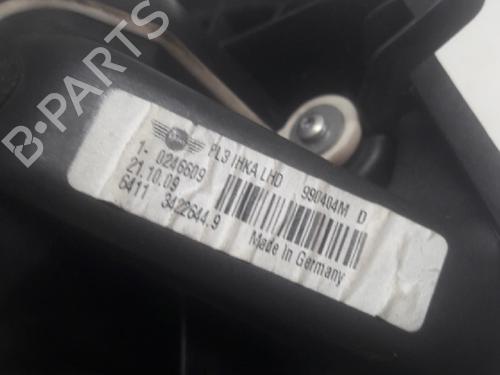 B-PARTS
PL3 IHKA LHD 990404M D
1- 0246609
21.10.09
6411 3422644.9
Made in Germany